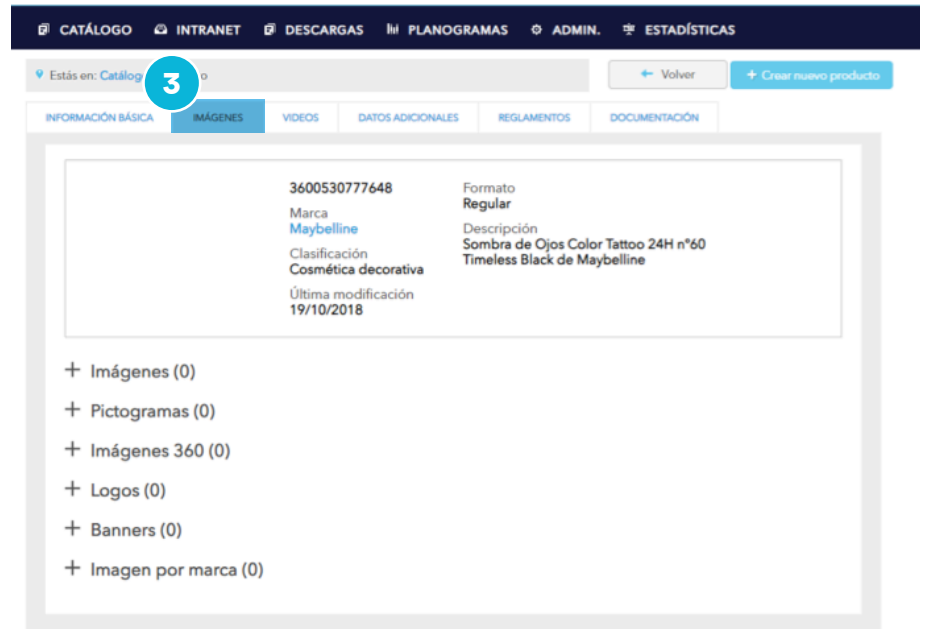 CATÁLOGO INTRANET DESCARGAS PLANOGRAMAS ADMIN. ESTADÍSTICAS
Estás en: Catálog o
3
Volver
+ Crear nuevo producto
INFORMACIÓN BÁSICA IMÁGENES VIDEOS DATOS ADICIONALES REGLAMENTOS DOCUMENTACIÓN
3600530777648
Marca
Maybelline
Clasificación
Cosmética decorativa
Última modificación
19/10/2018
Formato
Regular
Descripción
Sombra de Ojos Color Tattoo 24H n°60
Timeless Black de Maybelline
+ Imágenes (0)
+ Pictogramas (0)
+ Imágenes 360 (0)
+ Logos (0)
+ Banners (0)
+ Imagen por marca (0)